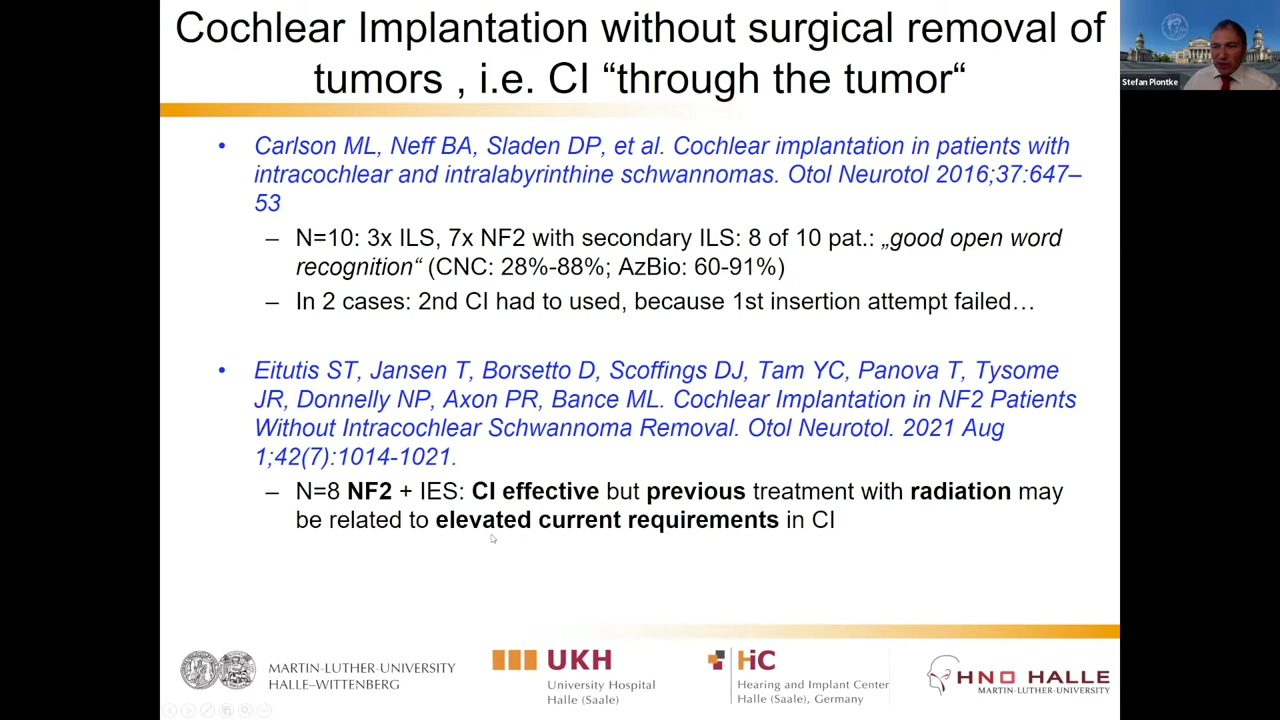 Cochlear Implantation without surgical removal of
tumors , i.e. CI “through the tumor“
Stefan Plontke
• Carlson ML, Neff BA, Sladen DP, et al. Cochlear implantation in patients with
intracochlear and intralabyrinthine schwannomas. Otol Neurotol 2016;37:647–
53
– N=10: 3x ILS, 7x NF2 with secondary ILS: 8 of 10 pat.: „good open word
recognition“ (CNC: 28%-88%; AzBio: 60-91%)
– In 2 cases: 2nd CI had to used, because 1st insertion attempt failed…
• Eitutis ST, Jansen T, Borsetto D, Scoffings DJ, Tam YC, Panova T, Tysome
JR, Donnelly NP, Axon PR, Bance ML. Cochlear Implantation in NF2 Patients
Without Intracochlear Schwannoma Removal. Otol Neurotol. 2021 Aug
1;42(7):1014-1021.
– N=8 NF2 + IES: CI effective but previous treatment with radiation may
be related to elevated current requirements in CI
MARTIN-LUTHER-UNIVERSITY
HALLE–WITTENBERG
UKH
University Hospital
Halle (Saale)
HiC
Hearing and Implant Center
Halle (Saale), Germany
HNO HALLE
MARTIN-LUTHER-UNIVERSITY